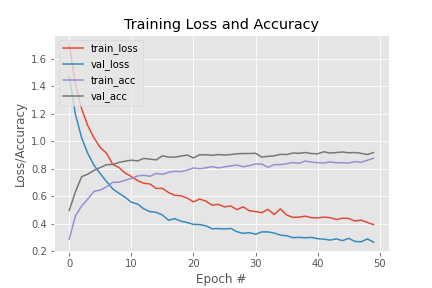 Training Loss and Accuracy
train_loss
val_loss
train_acc
val_acc
Loss/Accuracy
1.6
1.4
1.2
1.0
0.8
0.6
0.4
0.2
0 10 20 30 40 50
Epoch #